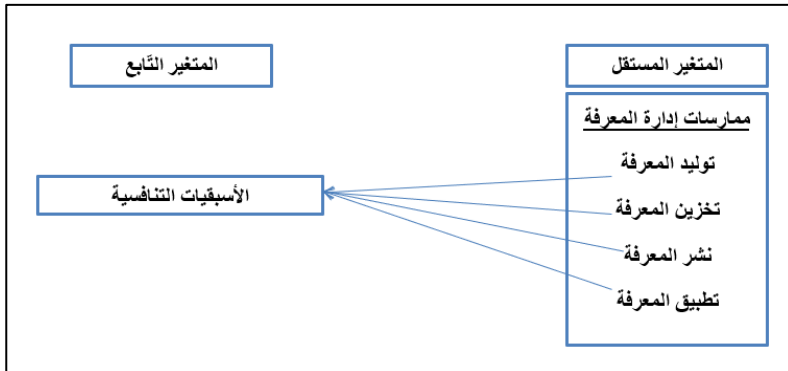 المتغير المستقل
المتغير التَّابع
ممارسات إدارة المعرفة
توليد المعرفة
تخزين المعرفة
نشر المعرفة
تطبيق المعرفة
الأسبقيات التنافسية